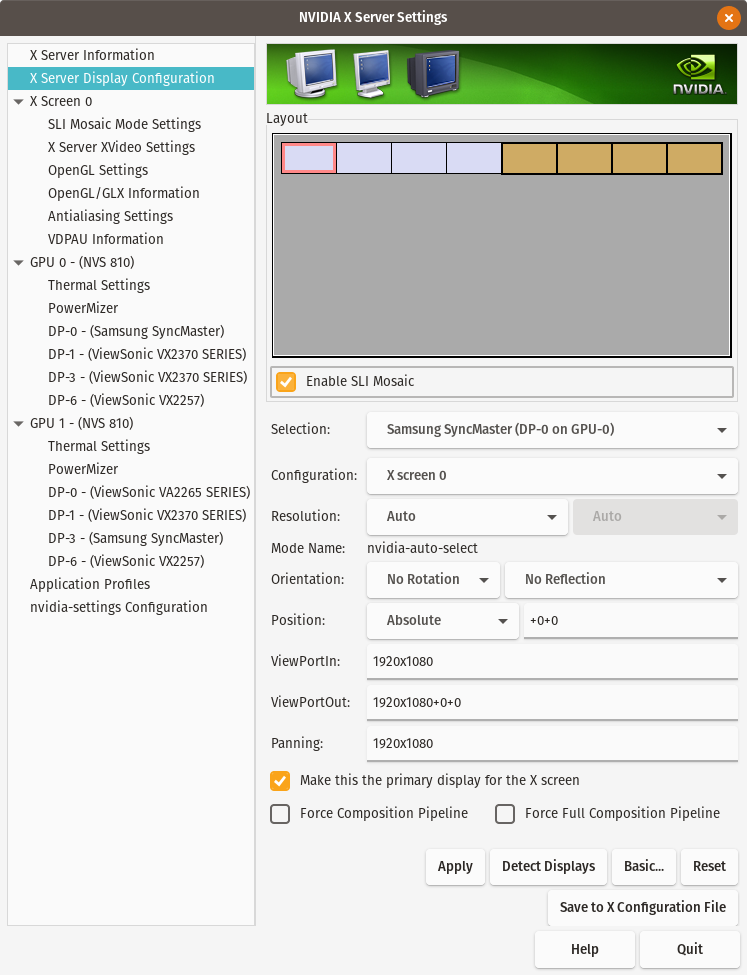 NVIDIA X Server Settings
X Server Information
X Server Display Configuration
X Screen 0
SLI Mosaic Mode Settings
X Server XVideo Settings
OpenGL Settings
OpenGL/GLX Information
Antialiasing Settings
VDPAU Information
GPU 0 - (NVS 810)
Thermal Settings
PowerMizer
DP-0 - (Samsung SyncMaster)
DP-1 - (ViewSonic VX2370 SERIES)
DP-3 - (ViewSonic VX2370 SERIES)
DP-6 - (ViewSonic VX2257)
GPU 1 - (NVS 810)
Thermal Settings
PowerMizer
DP-0 - (ViewSonic VA2265 SERIES)
DP-1 - (ViewSonic VX2370 SERIES)
DP-3 - (Samsung SyncMaster)
DP-6 - (ViewSonic VX2257)
Application Profiles
nvidia-settings Configuration
NVIDIA
Layout
Enable SLI Mosaic
Selection: Samsung SyncMaster (DP-0 on GPU-0)
Configuration: X screen 0
Resolution: Auto Auto
Mode Name: nvidia-auto-select
Orientation: No Rotation No Reflection
Position: Absolute +0+0
ViewPortIn: 1920x1080
ViewPortOut: 1920x1080+0+0
Panning: 1920x1080
Make this the primary display for the X screen
Force Composition Pipeline Force Full Composition Pipeline
Apply Detect Displays Basic... Reset
Save to X Configuration File
Help Quit